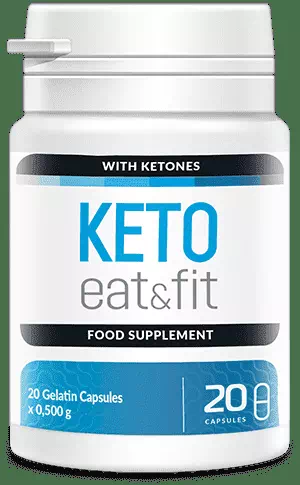 WITH KETONES
KETO
eat&fit
FOOD SUPPLEMENT
20 Gelatin Capsules
x 0,500 g
20
CAPSULES